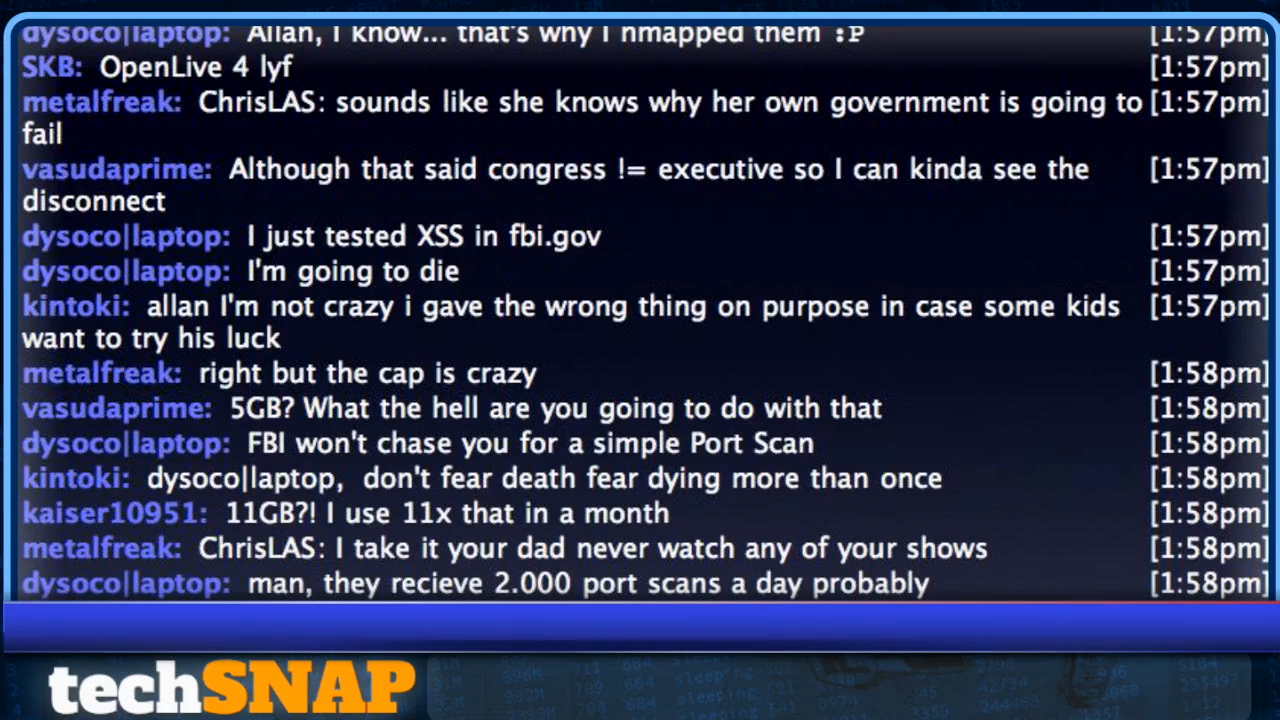 dysoco|laptop: Allan, I know... that's why I nmapped them :P [1:57pm]
SKB: OpenLive 4 lyf [1:57pm]
metalfreak: ChrisLAS: sounds like she knows why her own government is going to [1:57pm]
fail
vasudaprime: Although that said congress != executive so I can kinda see the [1:57pm]
disconnect
dysoco|laptop: I just tested XSS in fbi.gov [1:57pm]
dysoco|laptop: I'm going to die [1:57pm]
kintoki: allan I'm not crazy i gave the wrong thing on purpose in case some kids [1:57pm]
want to try his luck
metalfreak: right but the cap is crazy [1:58pm]
vasudaprime: 5GB? What the hell are you going to do with that [1:58pm]
dysoco|laptop: FBI won't chase you for a simple Port Scan [1:58pm]
kintoki: dysoco|laptop, don't fear death fear dying more than once [1:58pm]
kaiser10951: 11GB?! I use 11x that in a month [1:58pm]
metalfreak: ChrisLAS: I take it your dad never watch any of your shows [1:58pm]
dysoco|laptop: man, they recieve 2.000 port scans a day probably [1:58pm]
techSNAP